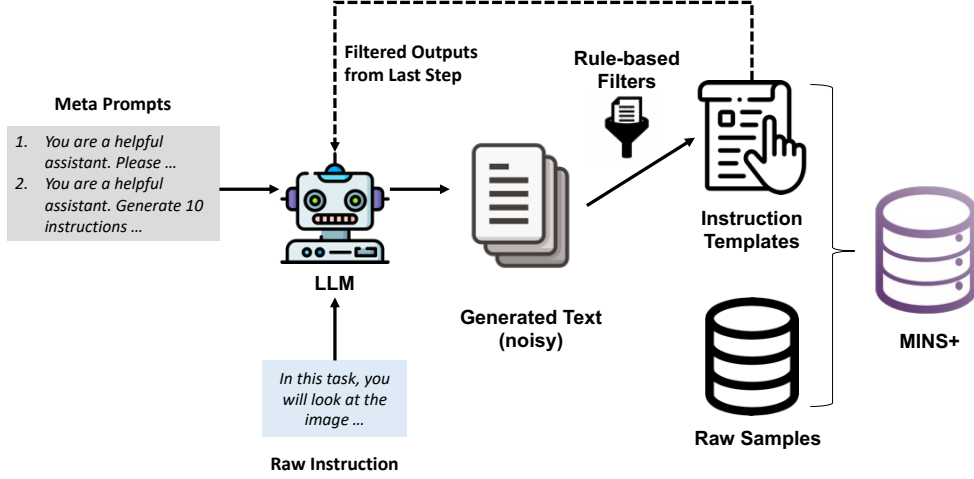 Filtered Outputs
from Last Step
Rule-based
Filters
Meta Prompts
1. You are a helpful
assistant. Please …
2. You are a helpful
assistant. Generate 10
instructions …
LLM
Instruction
Templates
Generated Text
(noisy)
MINS+
In this task, you
will look at the
image …
Raw Samples
Raw Instruction